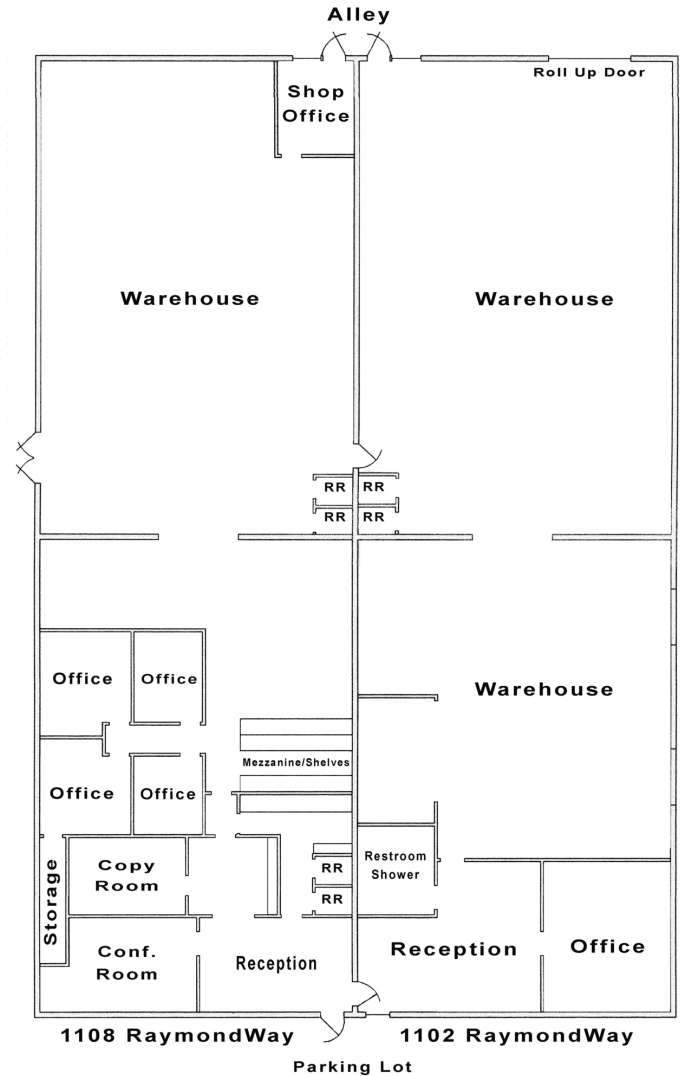 Alley
Roll Up Door
Shop
Office
Warehouse
Warehouse
RR
RR
RR
RR
Office
Office
Warehouse
Mezzanine/Shelves
Office
Office
Copy
Room
Storage
RR
RR
Restroom
Shower
Conf.
Room
Reception
Reception
Office
1108 RaymondWay
1102 RaymondWay
Parking Lot